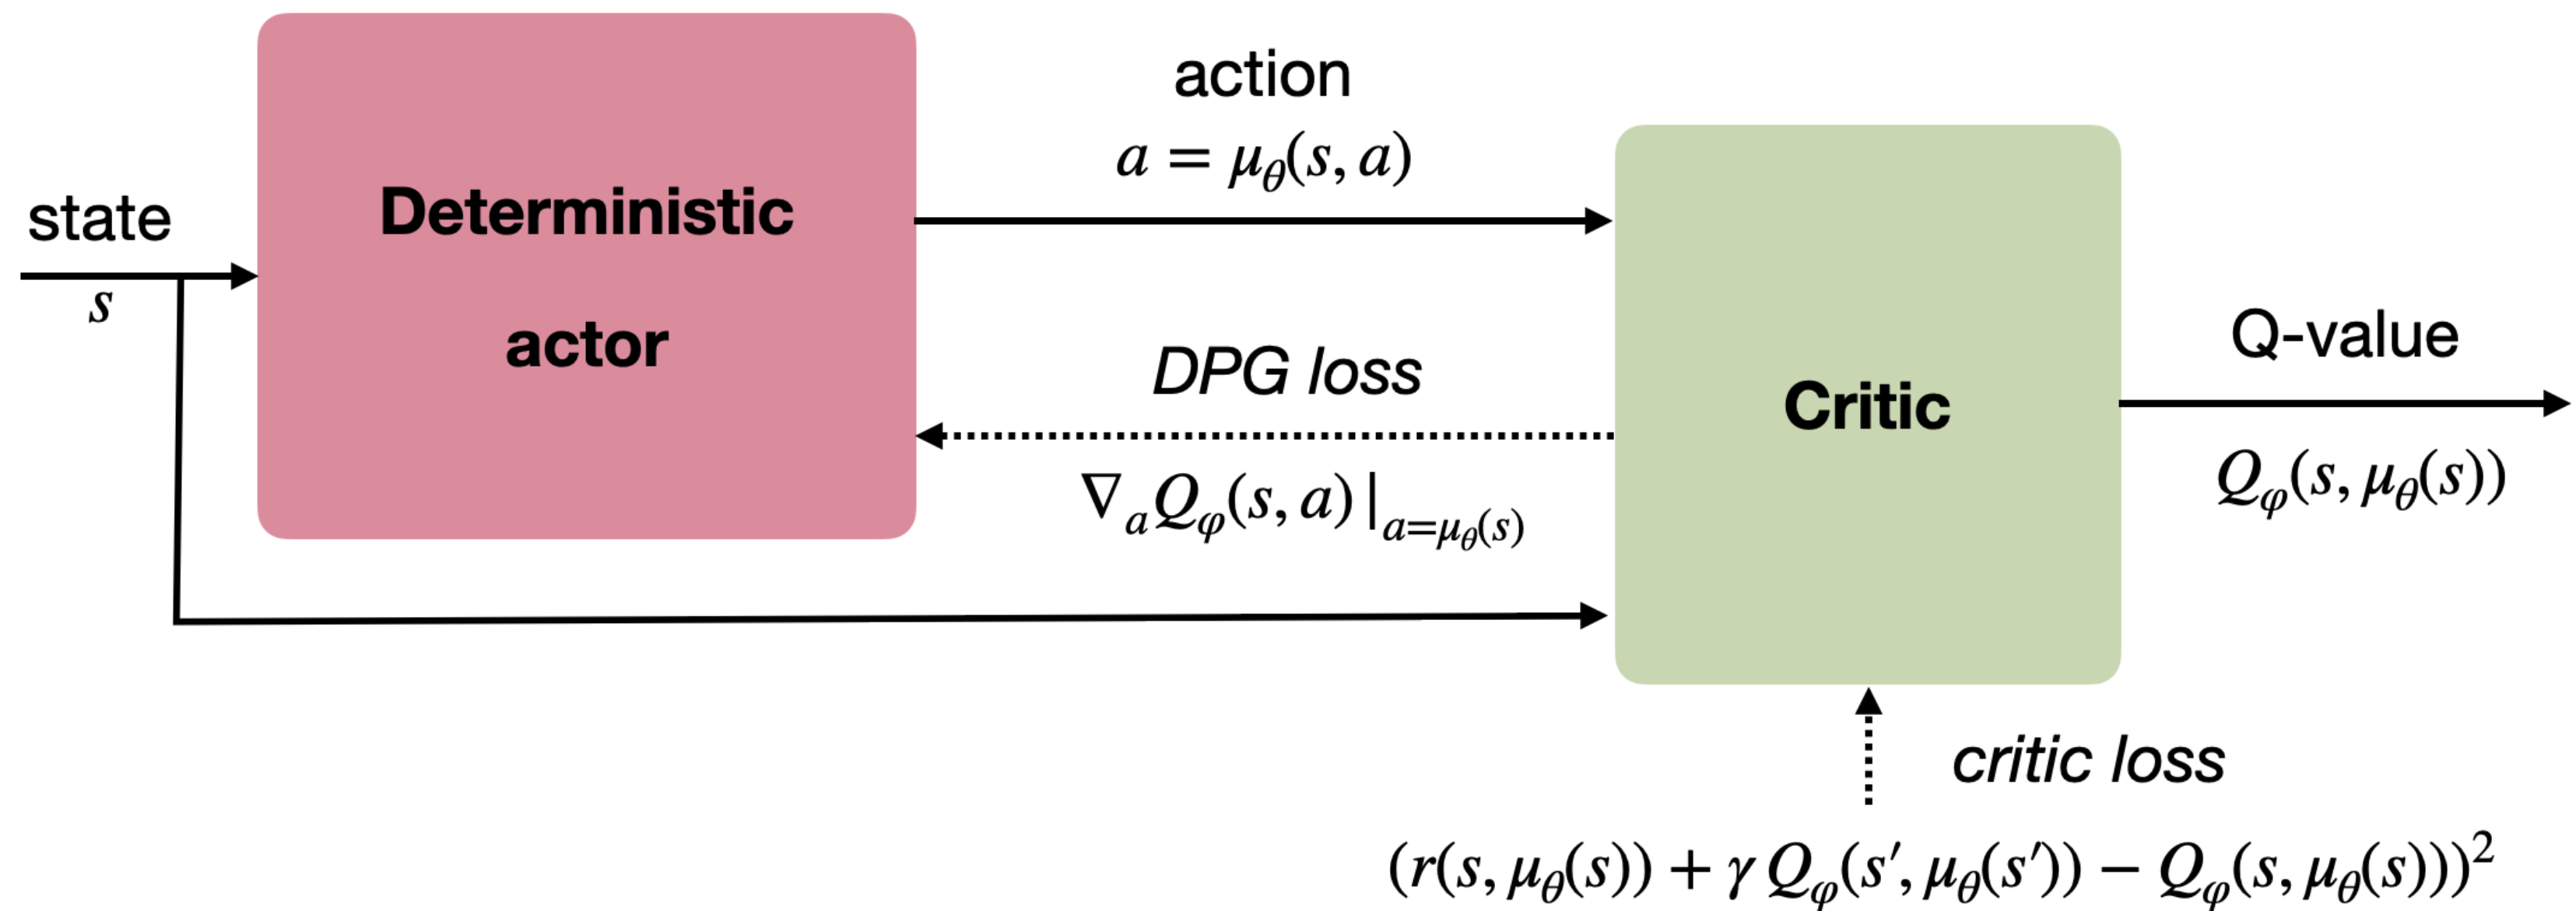 state
s
Deterministic
actor
action
a = μ_θ(s, a)
DPG loss
∇_a Q_φ(s, a) |_{a=μ_θ(s)}
Critic
Q-value
Q_φ(s, μ_θ(s))
critic loss
(r(s, μ_θ(s)) + γ Q_φ(s′, μ_θ(s′)) − Q_φ(s, μ_θ(s)))²